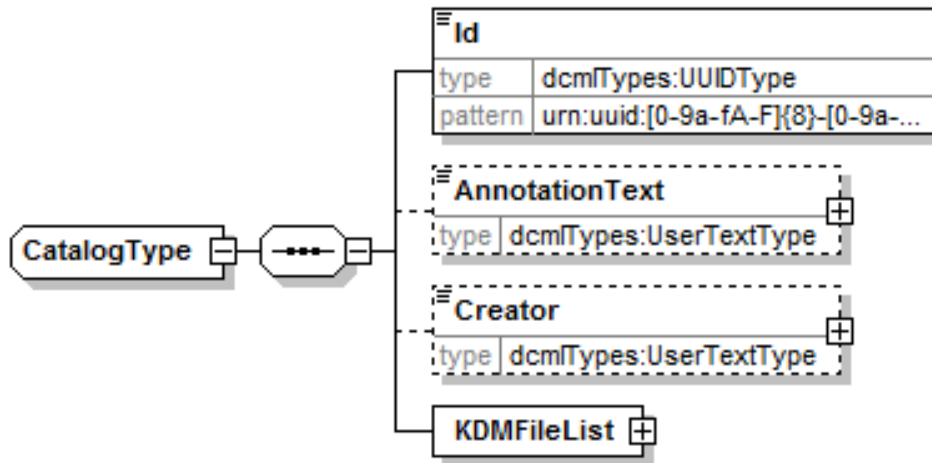 Id
type dcmlTypes:UUIDType
pattern urn:uuid:[0-9a-fA-F]{8}-[0-9a-...
AnnotationText
type dcmlTypes:UserTextType
CatalogType
Creator
type dcmlTypes:UserTextType
KDMFileList